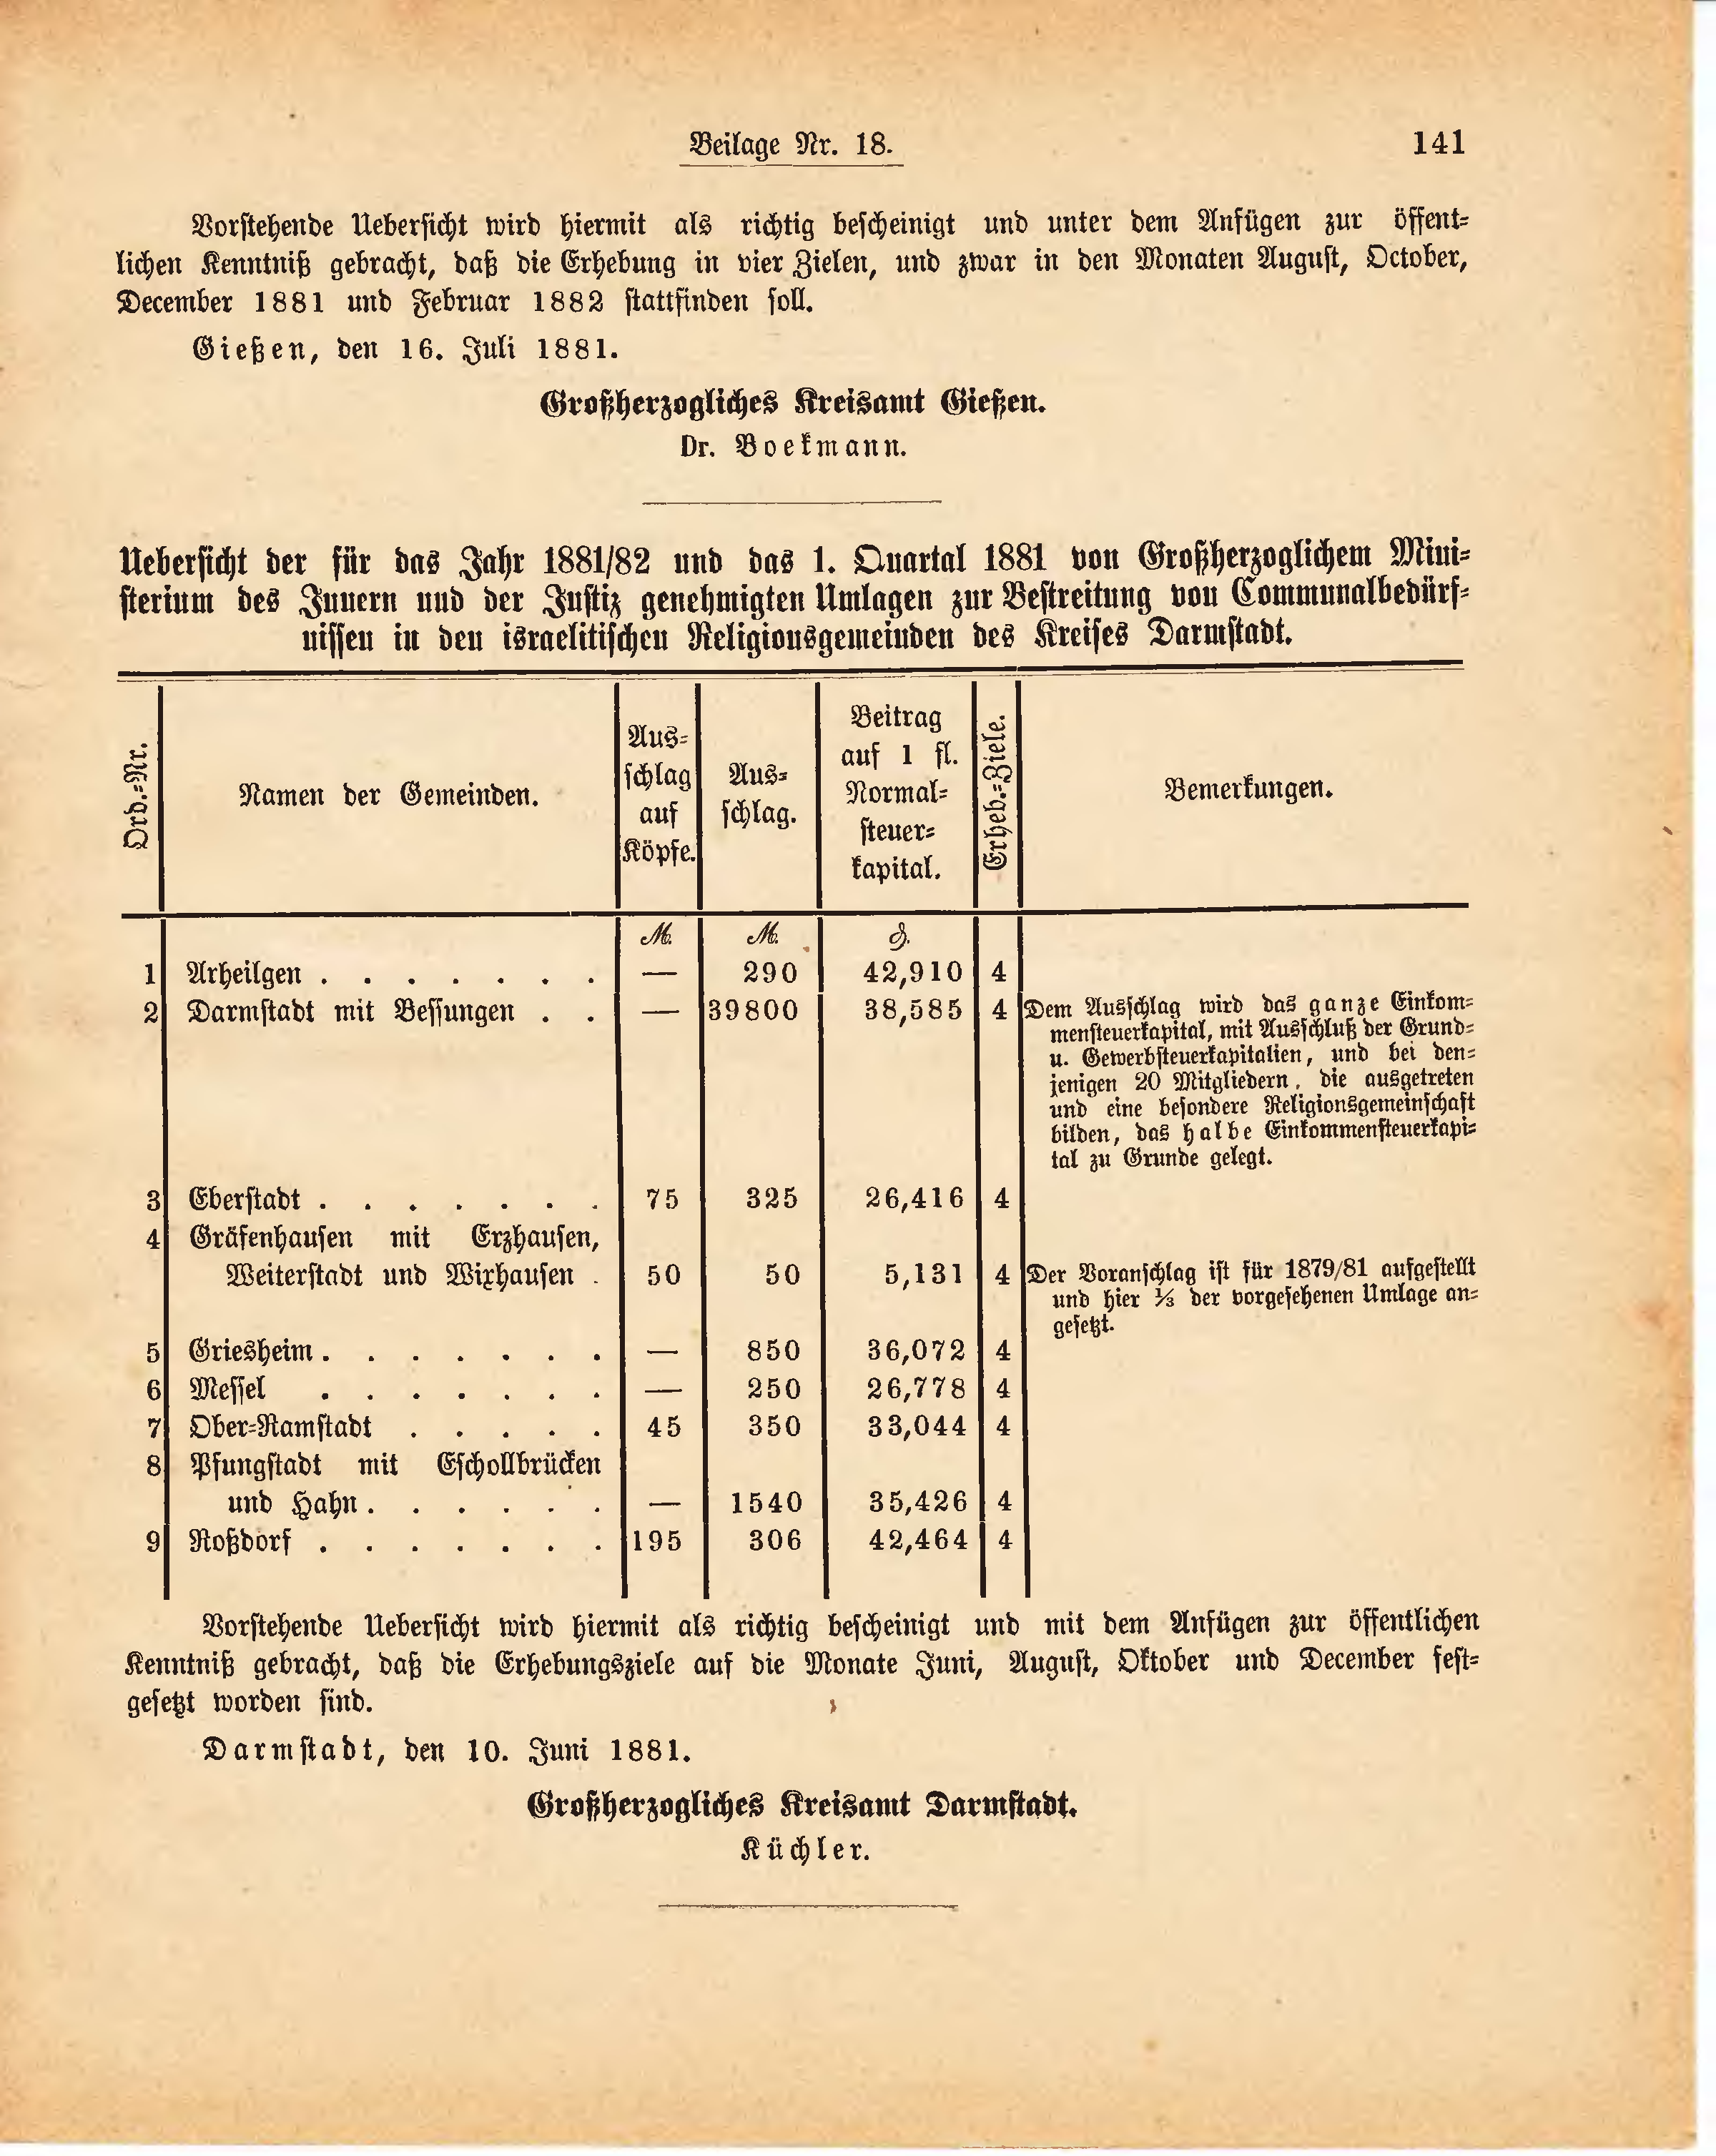 Beilage Nr. 18. 141
Vorstehende Uebersicht wird hiermit als richtig bescheinigt und unter dem Anfügen zur öffent-
lichen Kenntniß gebracht, daß die Erhebung in vier Zielen, und zwar in den Monaten August, October,
December 1881 und Februar 1882 stattfinden soll.
Gießen, den 16. Juli 1881.
Großherzogliches Kreisamt Gießen.
Dr. Boekmann.
Uebersicht der für das Jahr 1881/82 und das 1. Quartal 1881 von Großherzoglichem Mini-
sterium des Innern und der Justiz genehmigten Umlagen zur Bestreitung von Communalbedürf-
nissen in den israelitischen Religionsgemeinden des Kreises Darmstadt.
Ord.-Nr.
Namen der Gemeinden.
Aus-
schlag
auf
Köpfe.
Aus-
schlag.
Beitrag
auf 1 fl.
Normal-
steuer-
kapital.
Erheb.-Ziele.
Bemerkungen.
M. M. ₰.
1 Arheilgen . . . . . . . — 290 42,910 4
2 Darmstadt mit Bessungen . . — 39800 38,585 4 Dem Ausschlag wird das ganze Einkom-
mensteuerkapital, mit Ausschluß der Grund-
u. Gewerbsteuerkapitalien, und bei den-
jenigen 20 Mitgliedern, die ausgetreten
und eine besondere Religionsgemeinschaft
bilden, das halbe Einkommensteuerkapi-
tal zu Grunde gelegt.
3 Eberstadt . . . . . . . 75 325 26,416 4
4 Gräfenhausen mit Erzhausen,
Weiterstadt und Wixhausen . 50 50 5,131 4 Der Voranschlag ist für 1879/81 aufgestellt
und hier ⅓ der vorgesehenen Umlage an-
gesetzt.
5 Griesheim . . . . . . . — 850 36,072 4
6 Messel . . . . . . . — 250 26,778 4
7 Ober-Ramstadt . . . . . 45 350 33,044 4
8 Pfungstadt mit Eschollbrücken
und Hahn . . . . . . — 1540 35,426 4
9 Roßdorf . . . . . . . 195 306 42,464 4
Vorstehende Uebersicht wird hiermit als richtig bescheinigt und mit dem Anfügen zur öffentlichen
Kenntniß gebracht, daß die Erhebungsziele auf die Monate Juni, August, Oktober und December fest-
gesetzt worden sind.
Darmstadt, den 10. Juni 1881.
Großherzogliches Kreisamt Darmstadt.
Küchler.